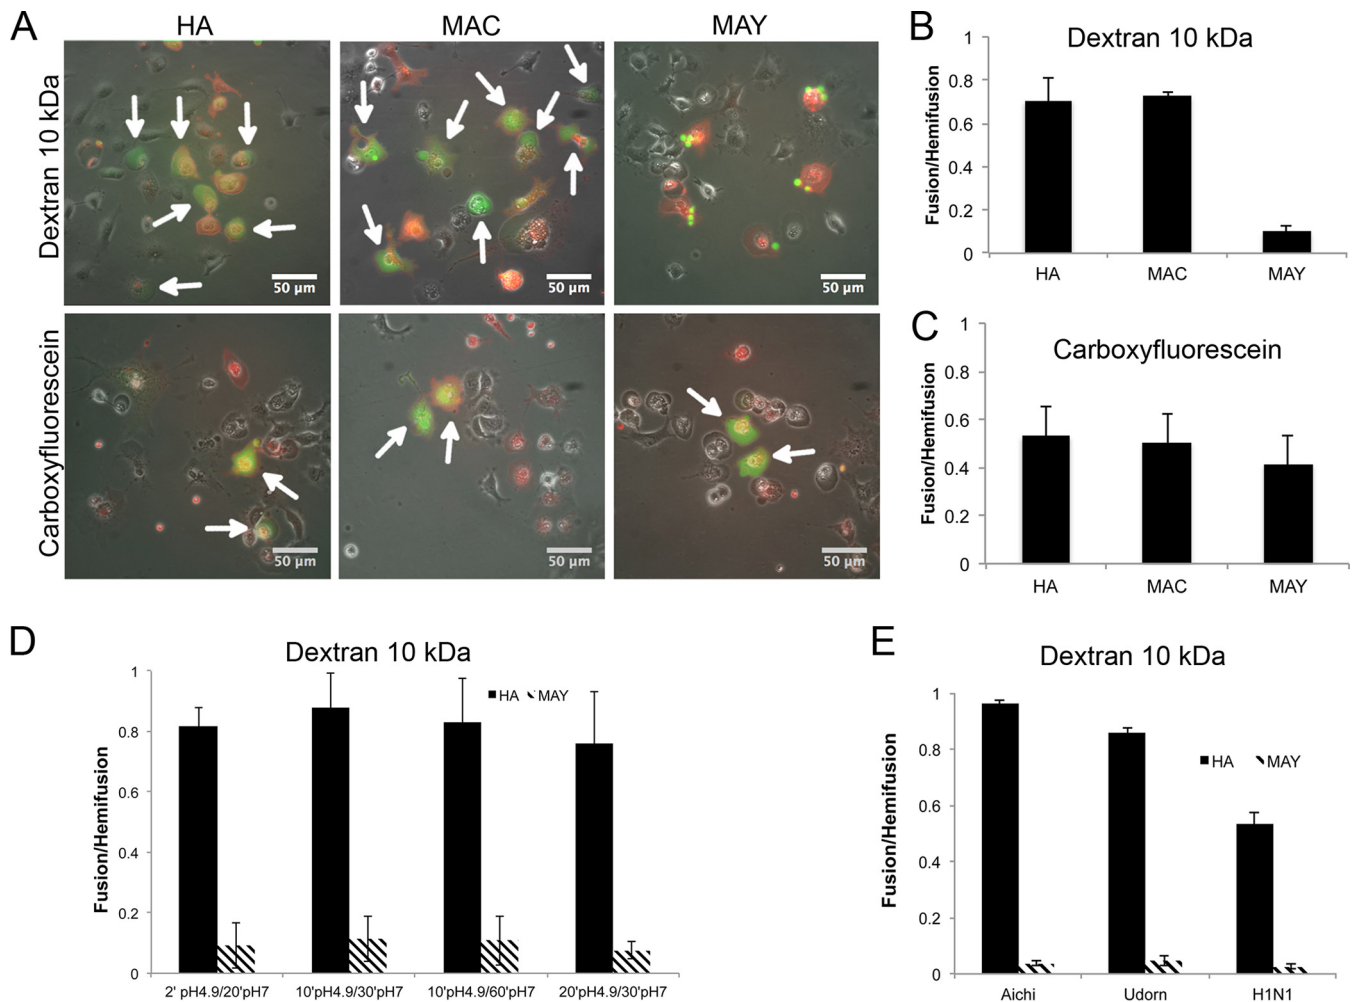 A
HA
MAC
MAY
Dextran 10 kDa
50 µm
50 µm
50 µm
Carboxyfluorescein
50 µm
50 µm
50 µm
B
Dextran 10 kDa
Fusion/Hemifusion
1
0.8
0.6
0.4
0.2
0
HA
MAC
MAY
C
Carboxyfluorescein
Fusion/Hemifusion
1
0.8
0.6
0.4
0.2
0
HA
MAC
MAY
D
Dextran 10 kDa
HA
MAY
Fusion/Hemifusion
1
0.8
0.6
0.4
0.2
0
2' pH4.9/20'pH7
10'pH4.9/30'pH7
10'pH4.9/60'pH7
20'pH4.9/30'pH7
E
Dextran 10 kDa
HA
MAY
Fusion/Hemifusion
1
0.8
0.6
0.4
0.2
0
Aichi
Udorn
H1N1